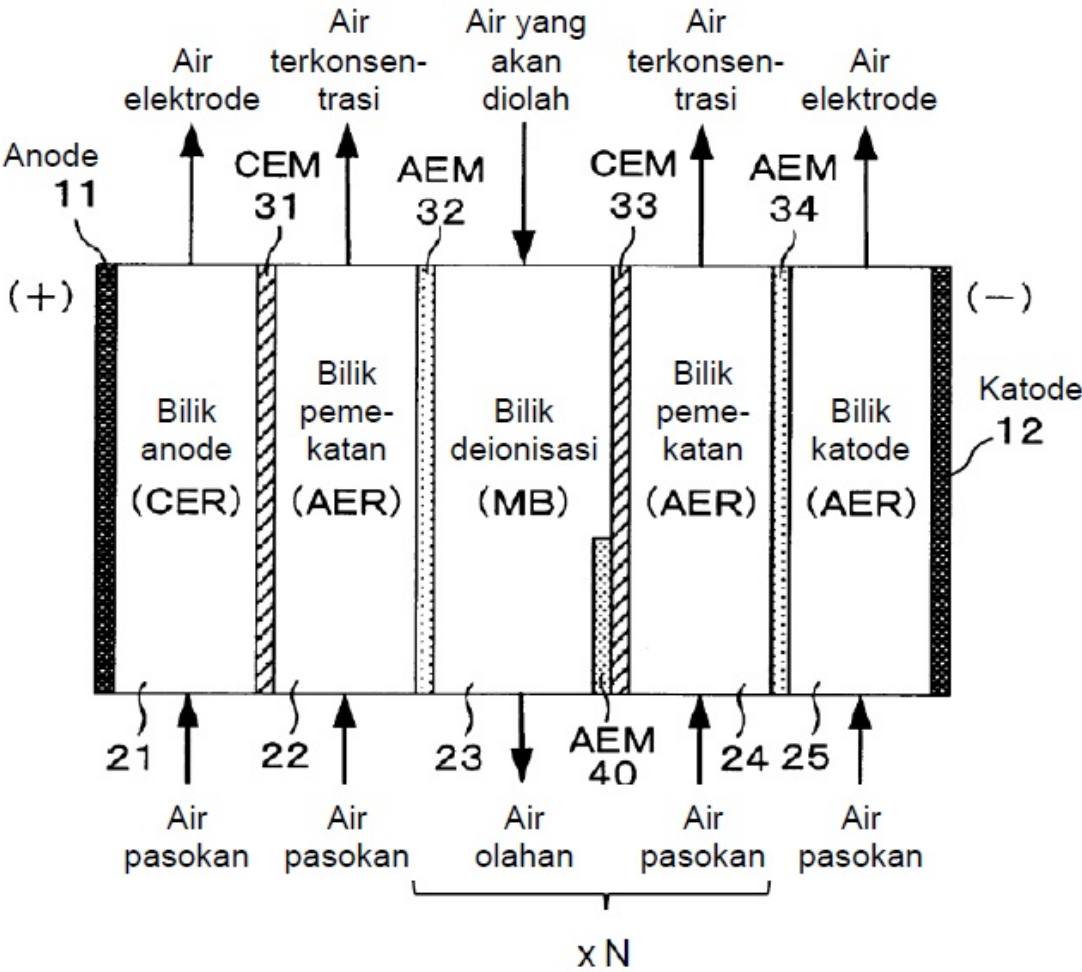 Air
elektrode
Air
terkonsen-
trasi
Air yang
akan
diolah
Air
terkonsen-
trasi
Air
elektrode
Anode
11
CEM
31
AEM
32
CEM
33
AEM
34
(+)
(−)
Bilik
anode
(CER)
Bilik
peme-
katan
(AER)
Bilik
deionisasi
(MB)
Bilik
peme-
katan
(AER)
Bilik
katode
(AER)
Katode
12
21
22
23
AEM
40
24
25
Air
pasokan
Air
pasokan
Air
olahan
Air
pasokan
Air
pasokan
x N